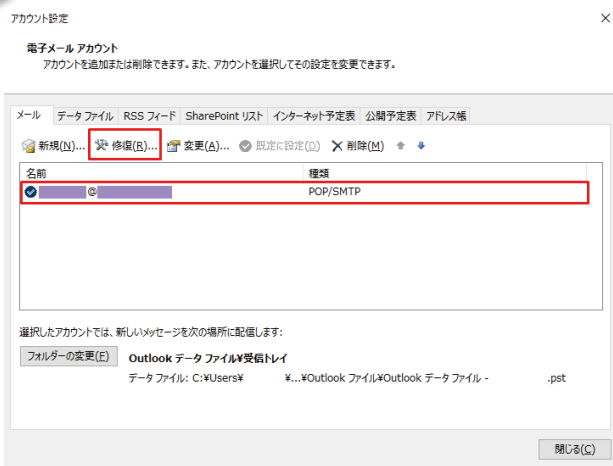 アカウント設定
電子メール アカウント
アカウントを追加または削除できます。また、アカウントを選択してその設定を変更できます。
メール データ ファイル RSS フィード SharePoint リスト インターネット予定表 公開予定表 アドレス帳
新規(N)... 修復(R)... 変更(A)... 既定に設定(D) 削除(M)
名前 種類
@ POP/SMTP
選択したアカウントでは、新しいメッセージを次の場所に配信します:
フォルダーの変更(F) Outlook データ ファイル¥受信トレイ
データ ファイル: C:¥Users¥ ¥...¥Outlook ファイル¥Outlook データ ファイル - .pst
閉じる(C)